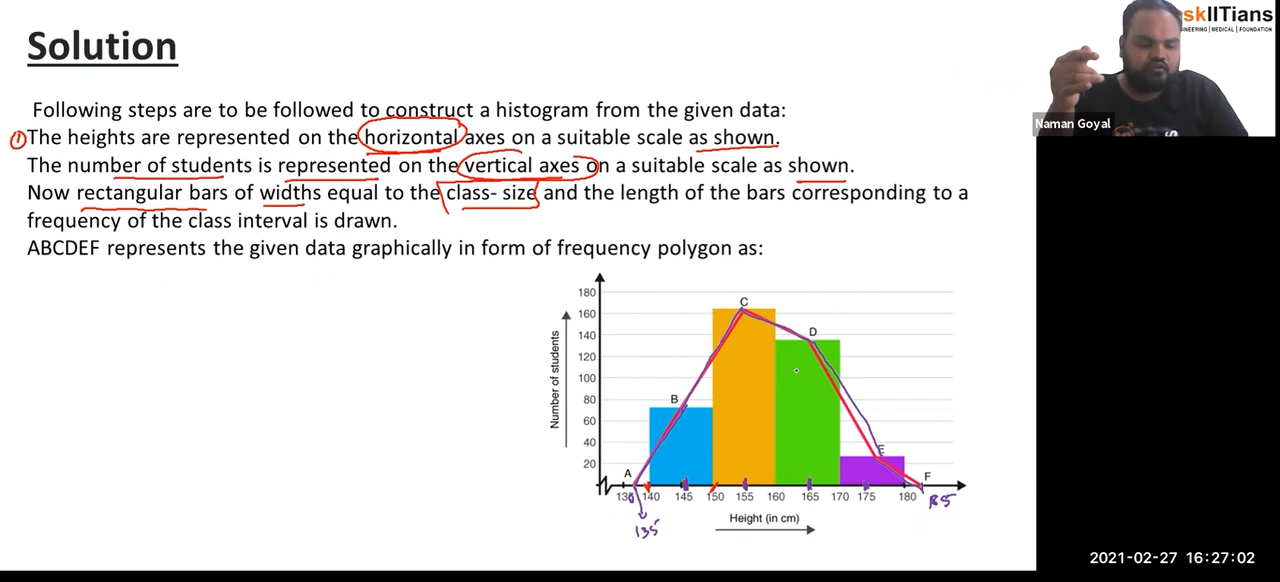 Solution
skIITians
NEERING | MEDICAL | FOUNDATION
Naman Goyal
Following steps are to be followed to construct a histogram from the given data:
1 The heights are represented on the horizontal axes on a suitable scale as shown.
The number of students is represented on the vertical axes on a suitable scale as shown.
Now rectangular bars of widths equal to the class- size and the length of the bars corresponding to a
frequency of the class interval is drawn.
ABCDEF represents the given data graphically in form of frequency polygon as:
Number of students
180
160
140
120
100
80
60
40
20
A
B
C
D
E
F
140 145 150 155 160 165 170 175 180 185
135
Height (in cm)
2021-02-27 16:27:02